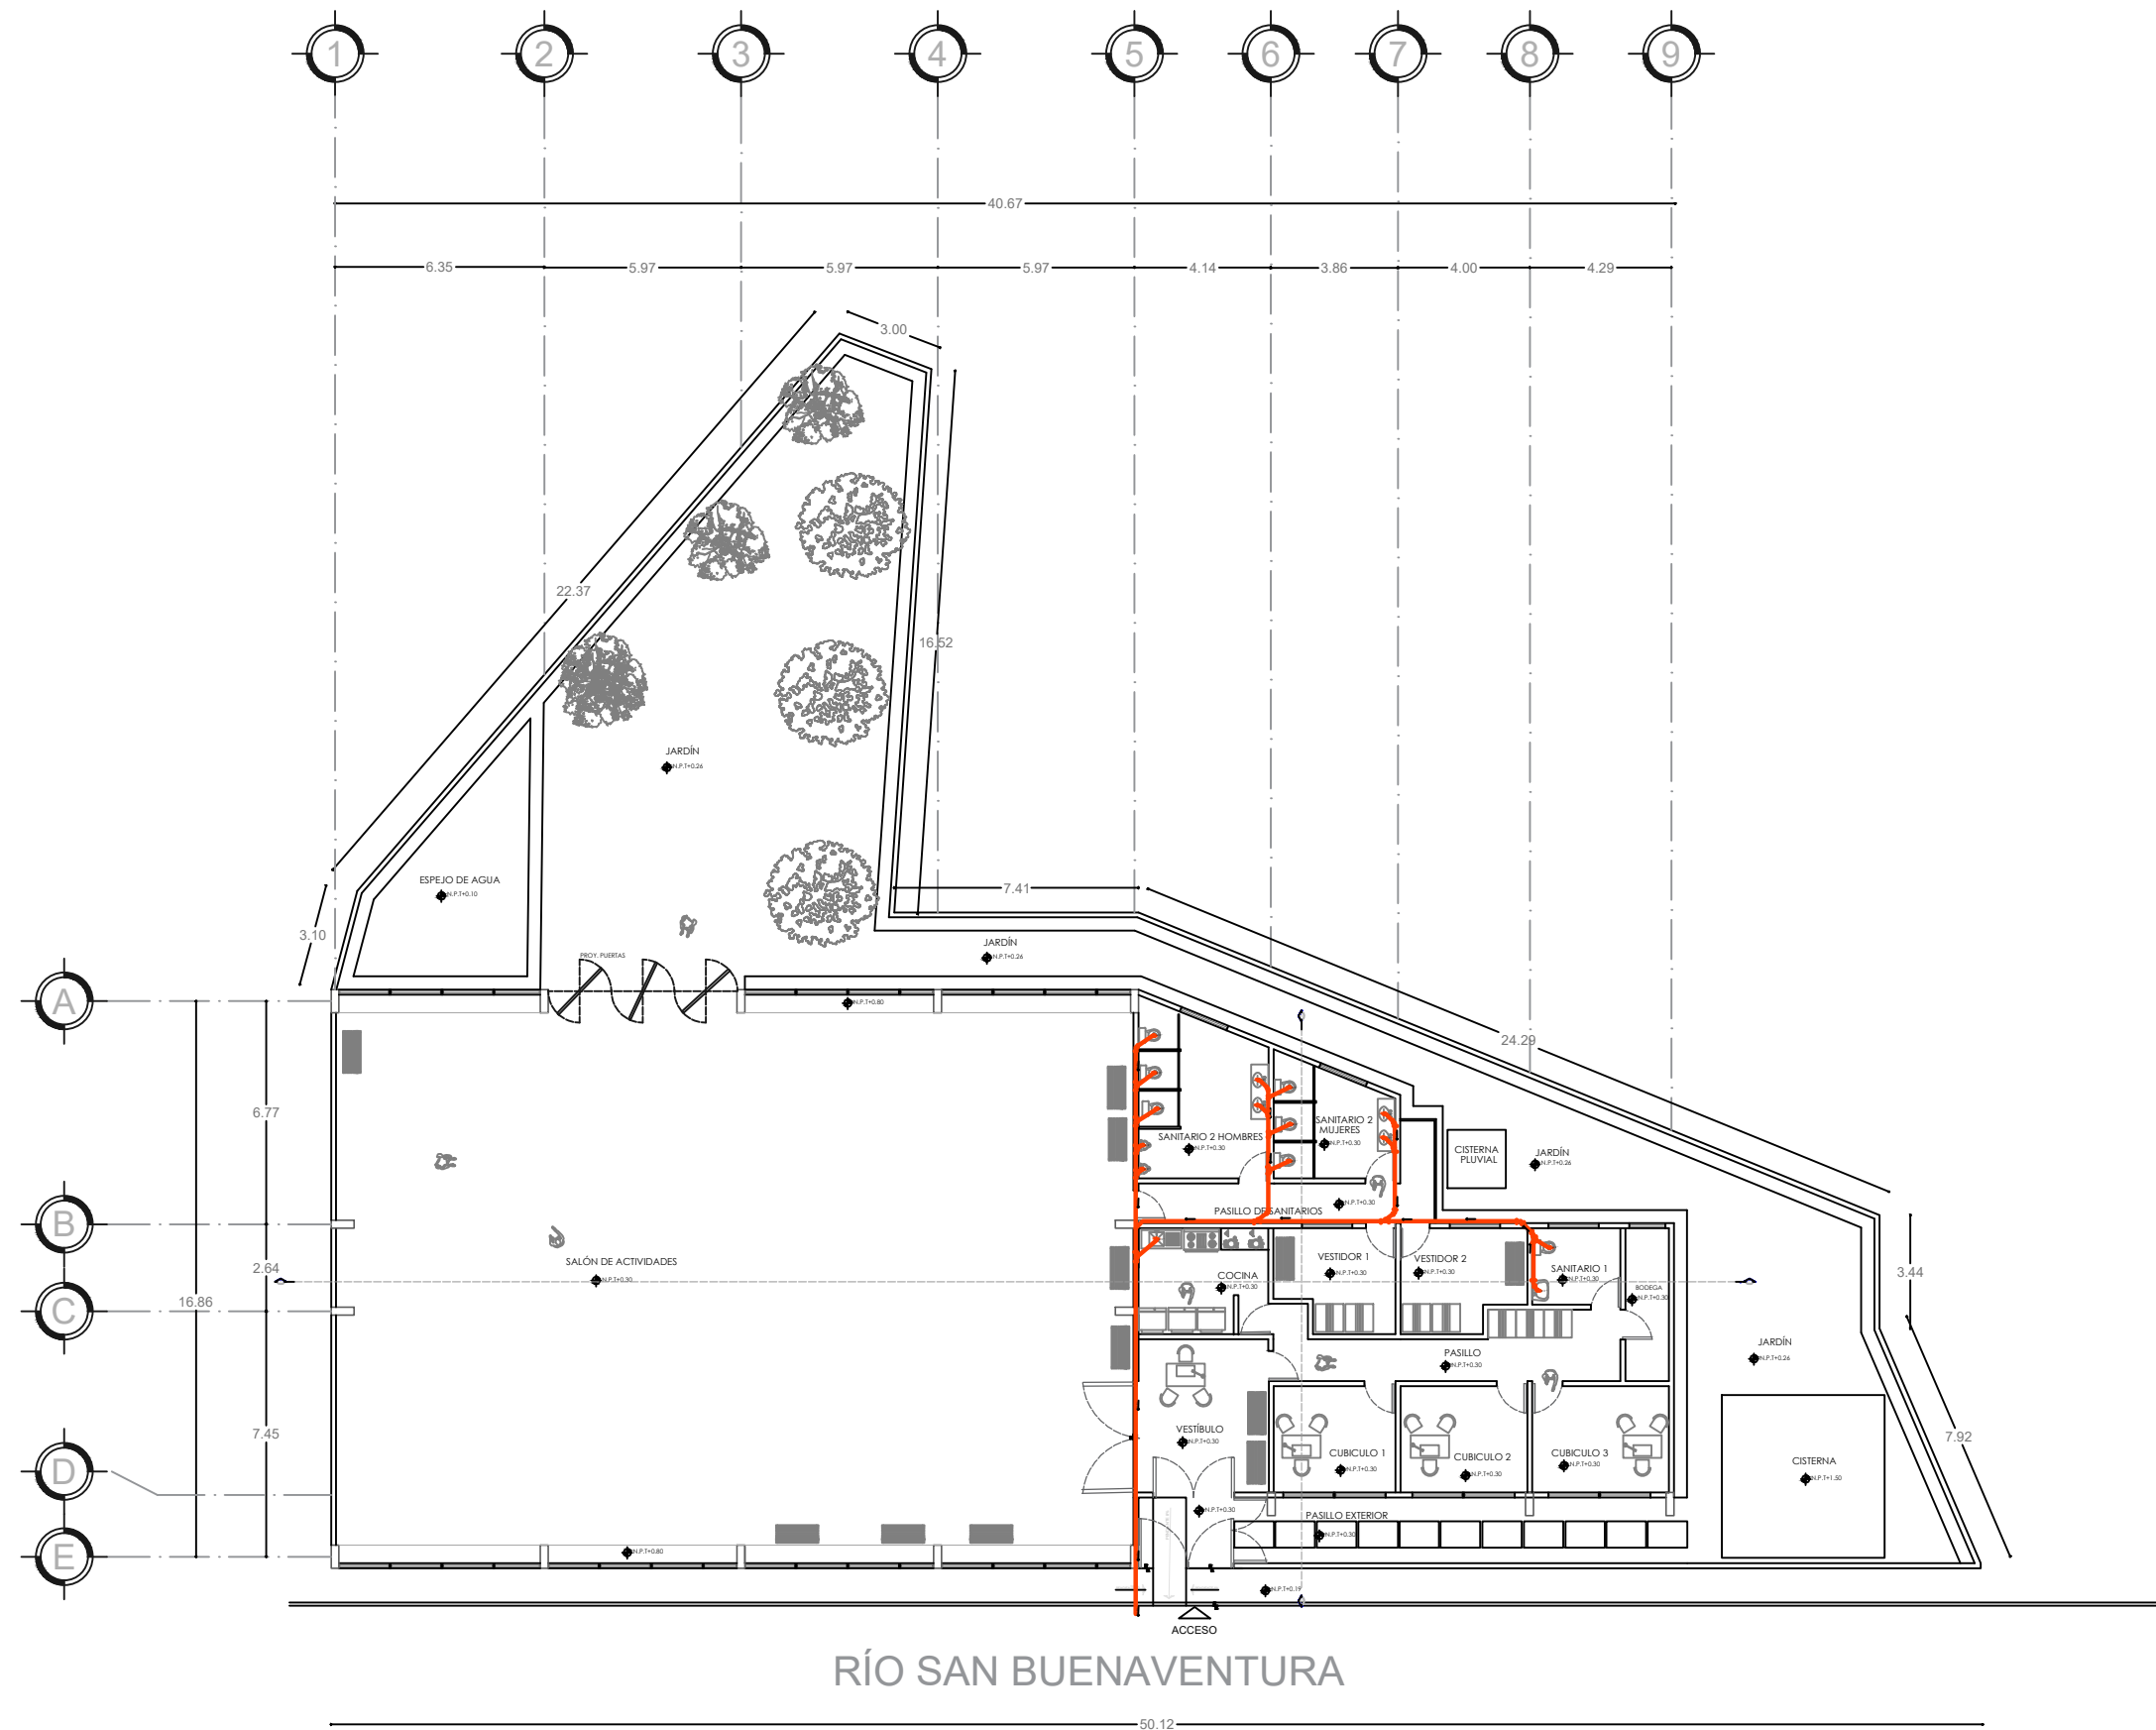 1 2 3 4 5 6 7 8 9
40.67
6.35 5.97 5.97 5.97 4.14 3.86 4.00 4.29
3.00
22.37
16.52
JARDÍN
N.P.T+0.26
ESPEJO DE AGUA
N.P.T+0.10
7.41
3.10
PROY. PUERTAS
JARDÍN
N.P.T+0.26
A
N.P.T+0.80
24.29
6.77
SANITARIO 2 HOMBRES
N.P.T+0.30
SANITARIO 2
MUJERES
N.P.T+0.30
CISTERNA
PLUVIAL
JARDÍN
N.P.T+0.26
B
PASILLO DE SANITARIOS
N.P.T+0.30
SALÓN DE ACTIVIDADES
N.P.T+0.30
2.64
COCINA
N.P.T+0.30
VESTIDOR 1
N.P.T+0.30
VESTIDOR 2
N.P.T+0.30
SANITARIO 1
N.P.T+0.30
BODEGA
N.P.T+0.30
3.44
16.86
C
PASILLO
N.P.T+0.30
JARDÍN
N.P.T+0.26
7.45
VESTÍBULO
N.P.T+0.30
CUBICULO 1
N.P.T+0.30
CUBICULO 2
N.P.T+0.30
CUBICULO 3
N.P.T+0.30
7.92
CISTERNA
N.P.T+1.50
D
N.P.T+0.30
PASILLO EXTERIOR
N.P.T+0.30
E
N.P.T+0.80
N.P.T+0.19
ACCESO
RÍO SAN BUENAVENTURA
50.12